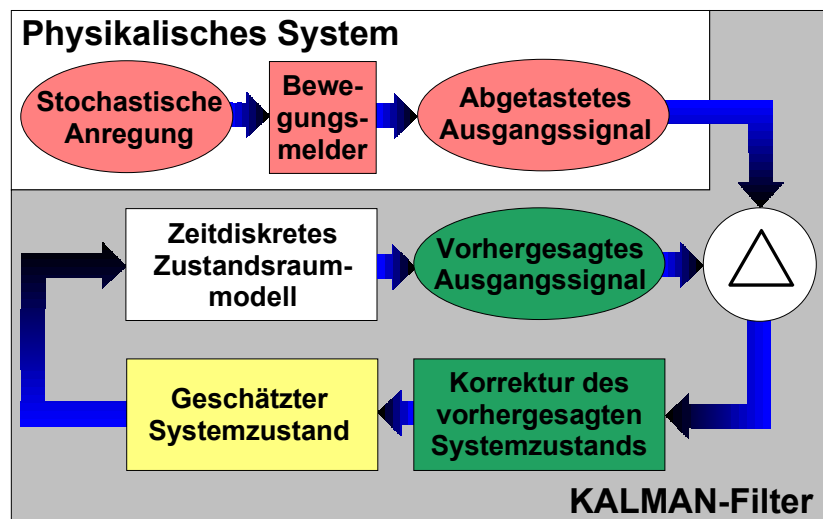 Physikalisches System
Stochastische
Anregung
Bewe-
gungs-
melder
Abgetastetes
Ausgangssignal
Zeitdiskretes
Zustandsraum-
modell
Vorhergesagtes
Ausgangssignal
Geschätzter
Systemzustand
Korrektur des
vorhergesagten
Systemzustands
KALMAN-Filter